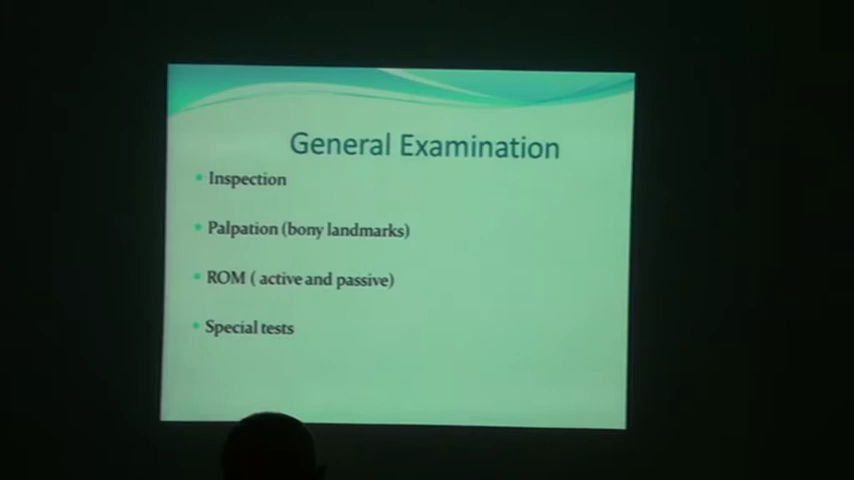 General Examination
• Inspection
• Palpation (bony landmarks)
• ROM ( active and passive)
• Special tests